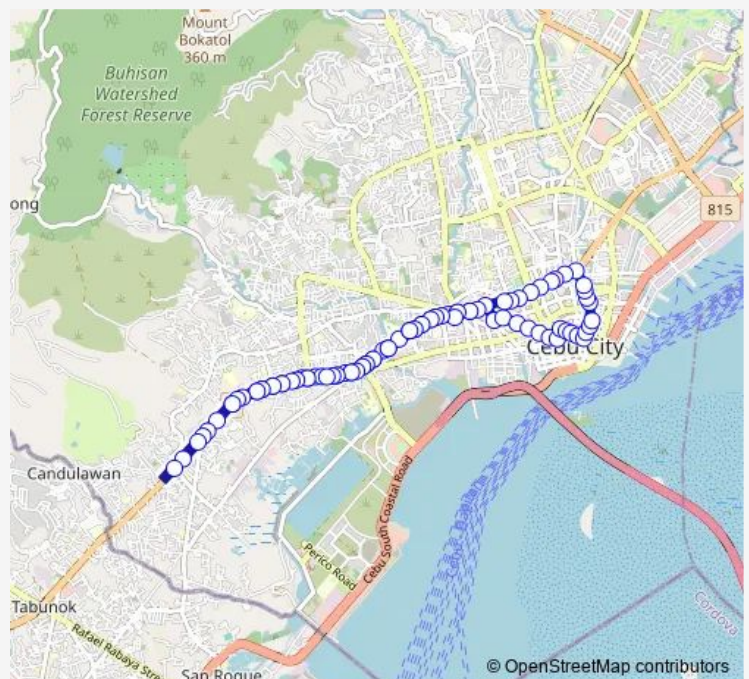 Mount
Bokatol
360 m
Buhisan
Watershed
Forest Reserve
ong
815
Cebu City
Candulawan
Cebu South Coastal Road
Perico Road
Tabunok
Rafael Rabaya Stre
San Roque
Cordova
© OpenStreetMap contributors